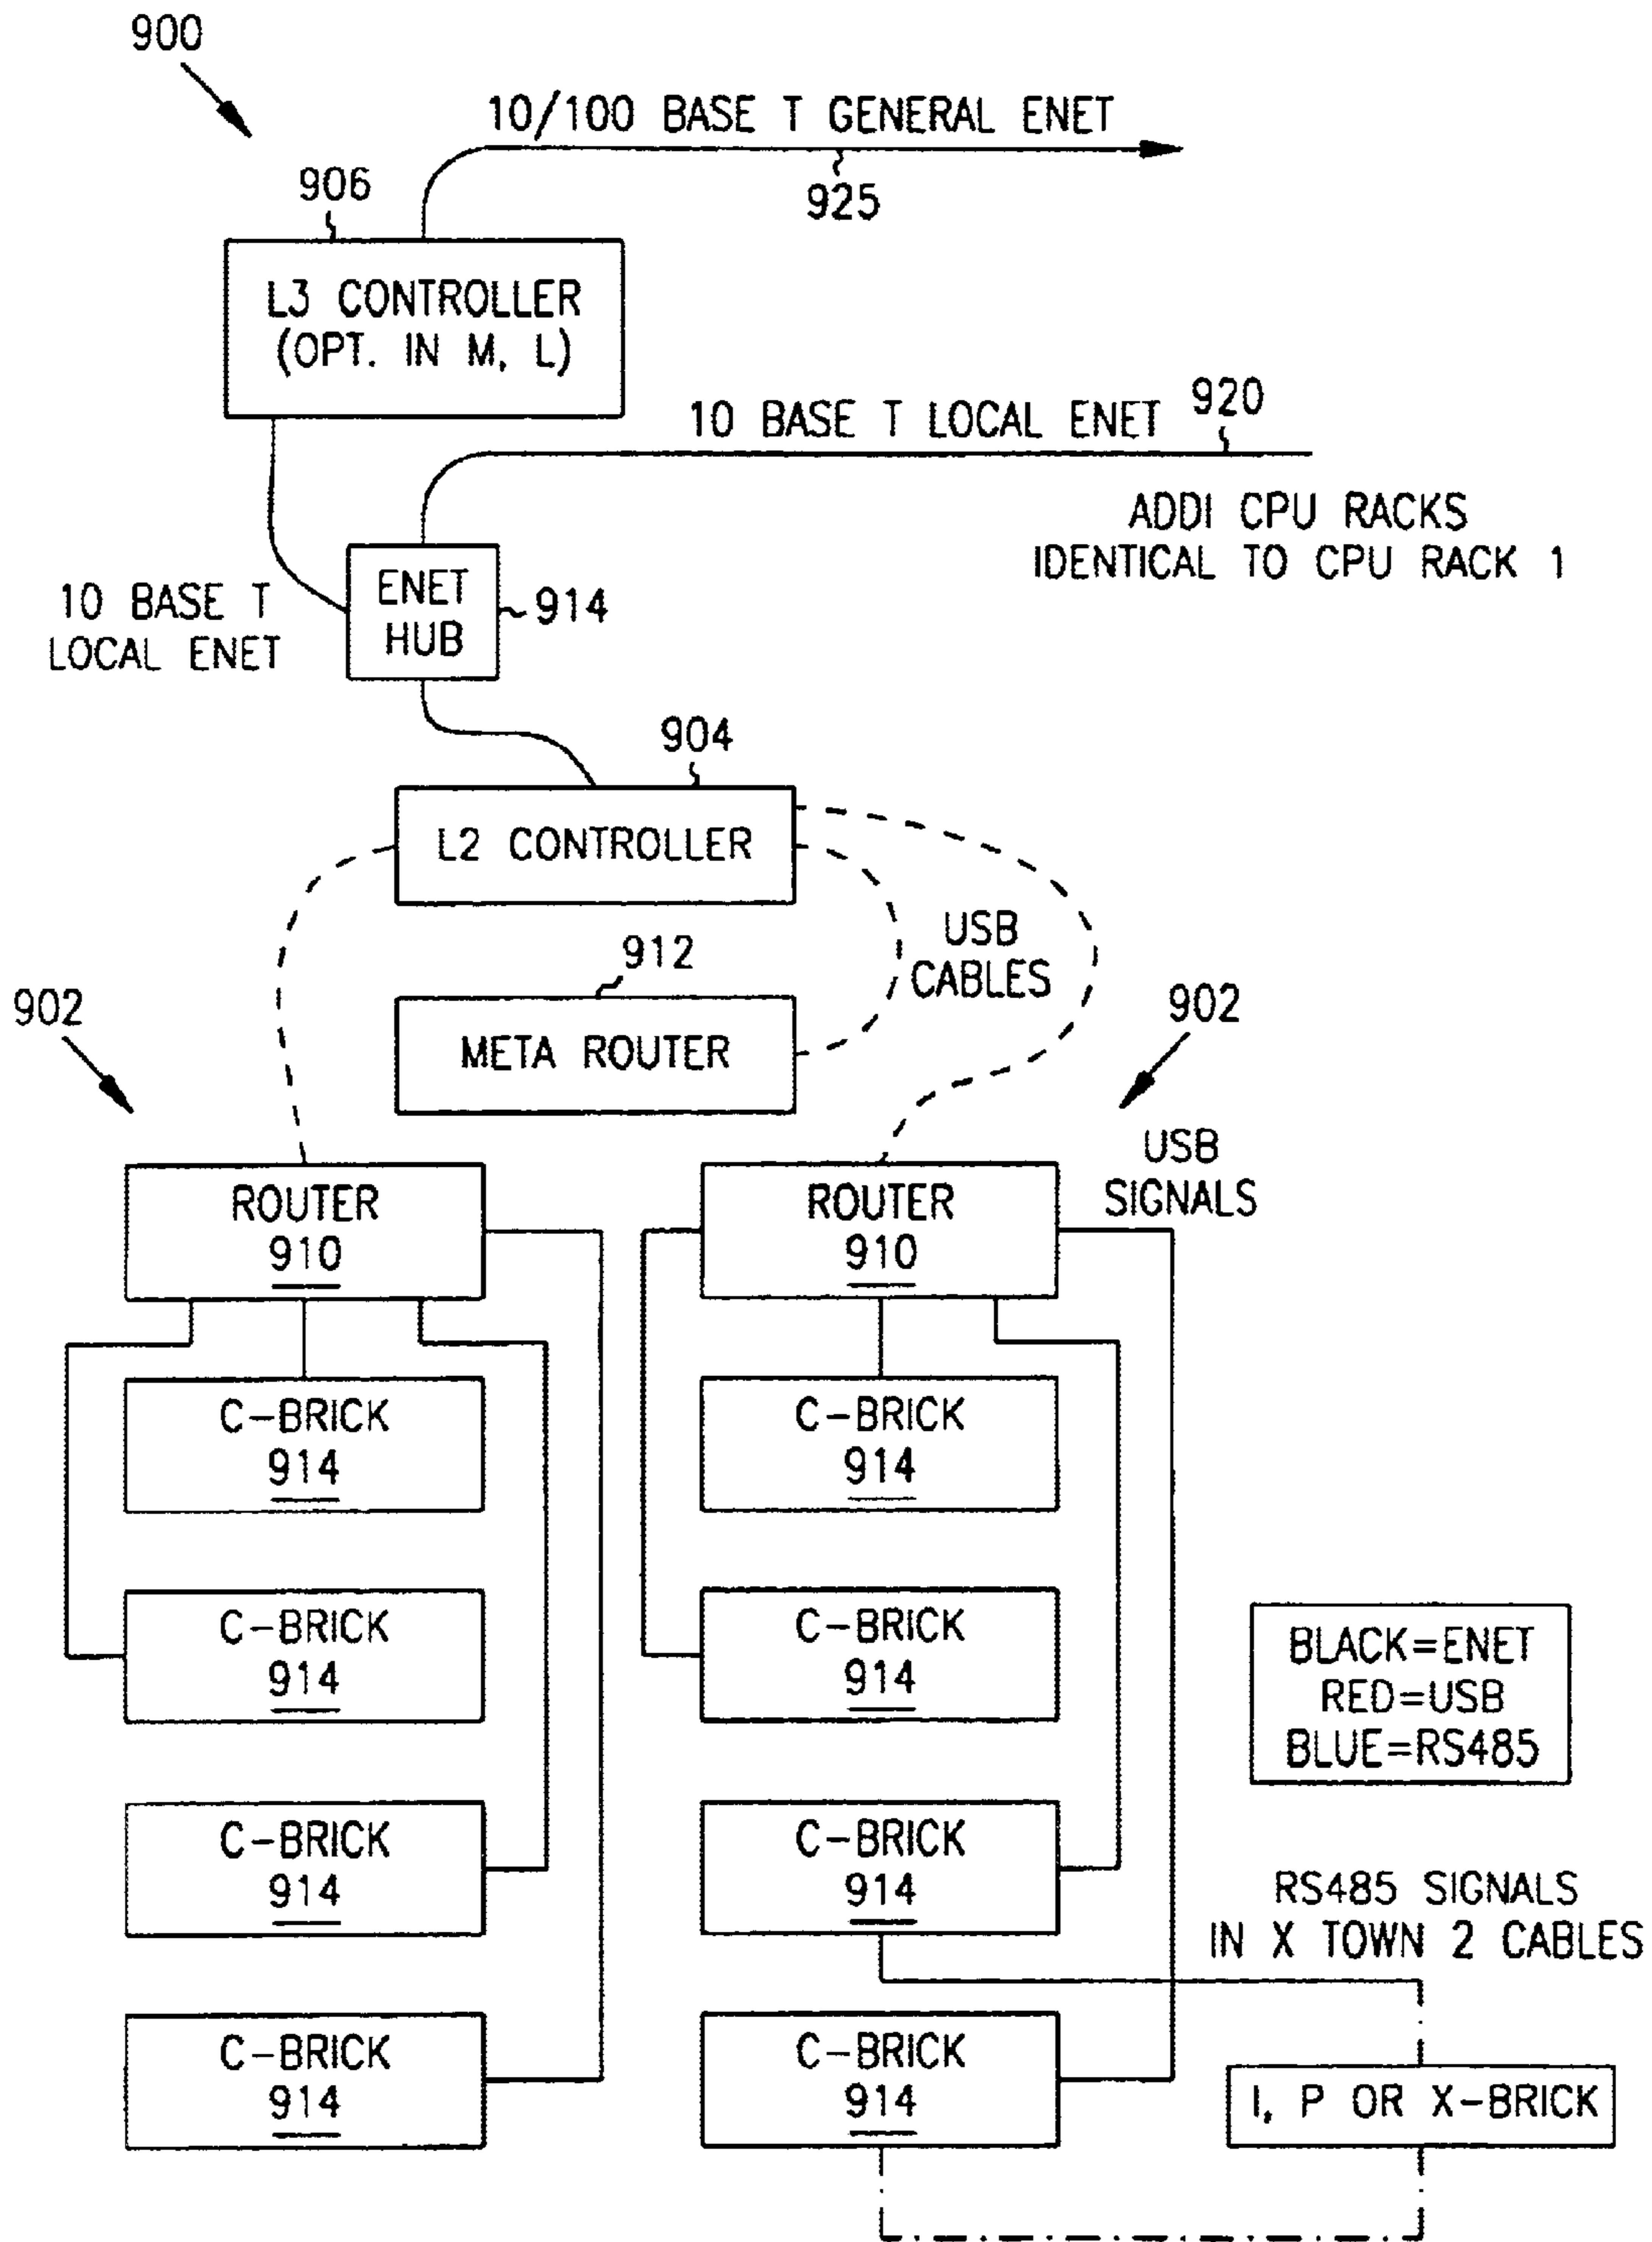 900
10/100 BASE T GENERAL ENET
925
906
L3 CONTROLLER
(OPT. IN M, L)
10 BASE T LOCAL ENET
920
ADDI CPU RACKS
IDENTICAL TO CPU RACK 1
10 BASE T
LOCAL ENET
ENET
HUB
914
904
L2 CONTROLLER
USB
CABLES
912
META ROUTER
902
902
USB
SIGNALS
ROUTER
910
ROUTER
910
C-BRICK
914
C-BRICK
914
C-BRICK
914
C-BRICK
914
BLACK=ENET
RED=USB
BLUE=RS485
C-BRICK
914
C-BRICK
914
RS485 SIGNALS
IN X TOWN 2 CABLES
C-BRICK
914
C-BRICK
914
I, P OR X-BRICK